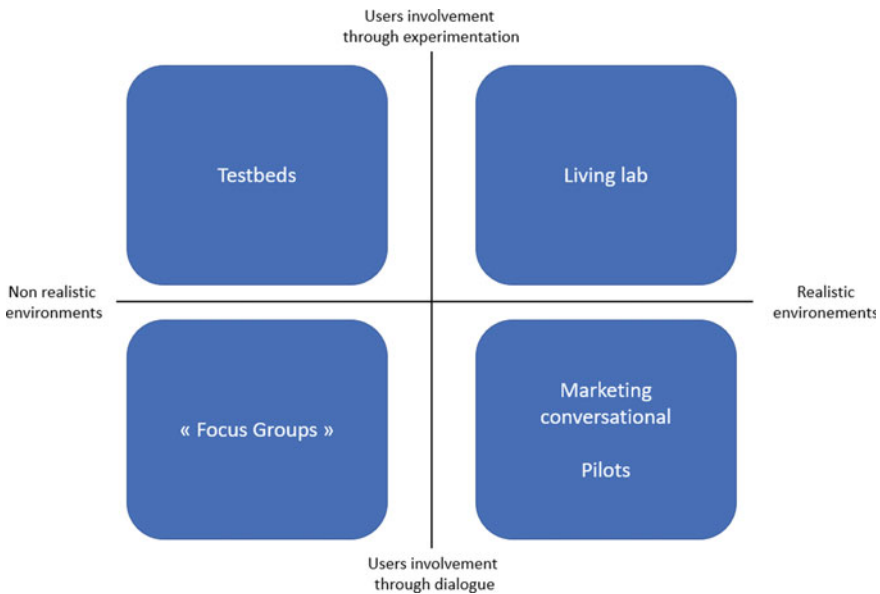 Users involvement
through experimentation
Testbeds
Living lab
Non realistic
environments
Realistic
environements
« Focus Groups »
Marketing
conversational
Pilots
Users involvement
through dialogue